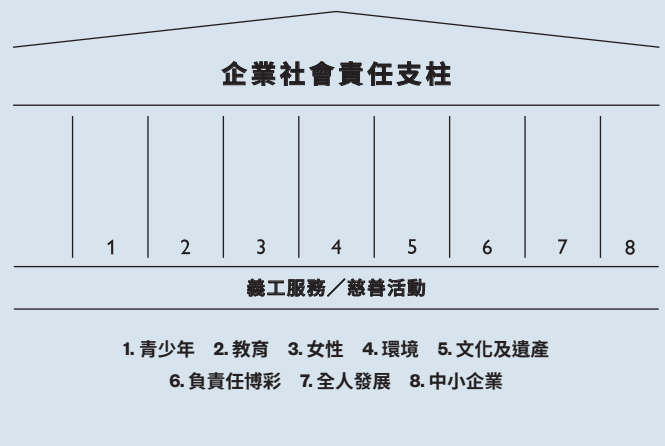 企業社會責任支柱
1 2 3 4 5 6 7 8
義工服務／慈善活動
1. 青少年 2. 教育 3. 女性 4. 環境 5. 文化及遺產
6. 負責任博彩 7. 全人發展 8. 中小企業